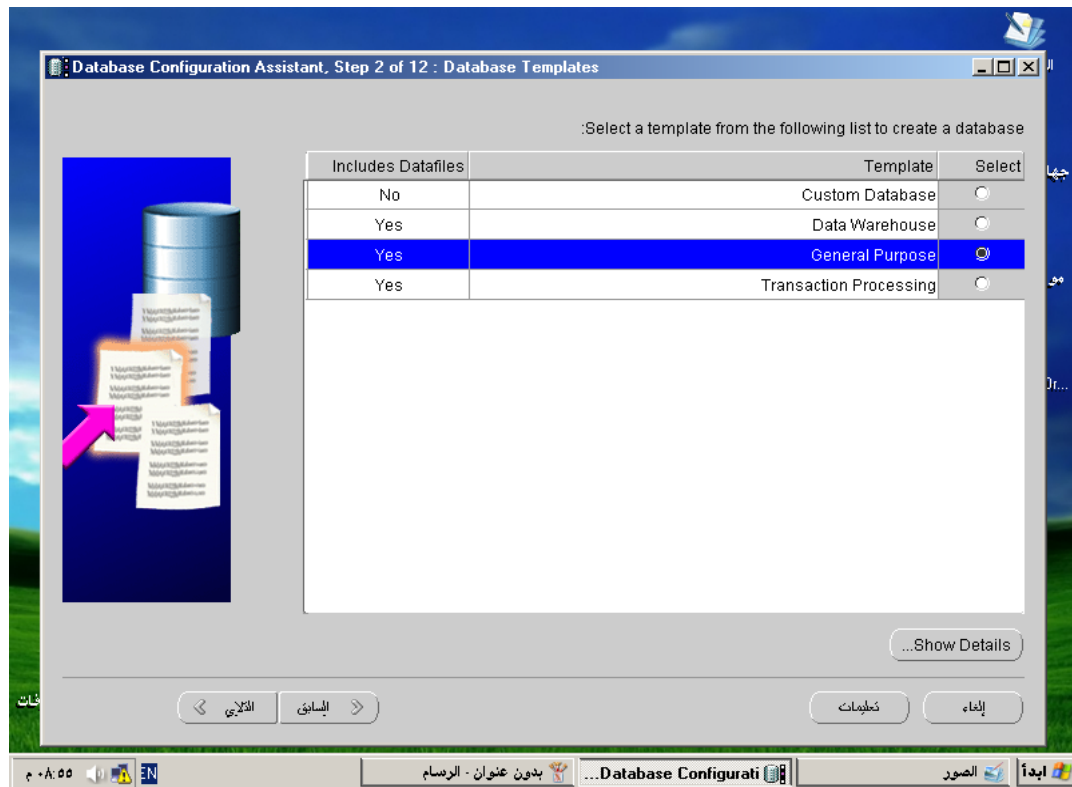 Database Configuration Assistant, Step 2 of 12 : Database Templates
:Select a template from the following list to create a database
Select Template Includes Datafiles
Custom Database No
Data Warehouse Yes
General Purpose Yes
Transaction Processing Yes
...Show Details
إلغاء
تعليمات
السابق
التالي
ابدأ
الصور
...Database Configurati
بدون عنوان - الرسام
EN
٠٨:٥٥ م